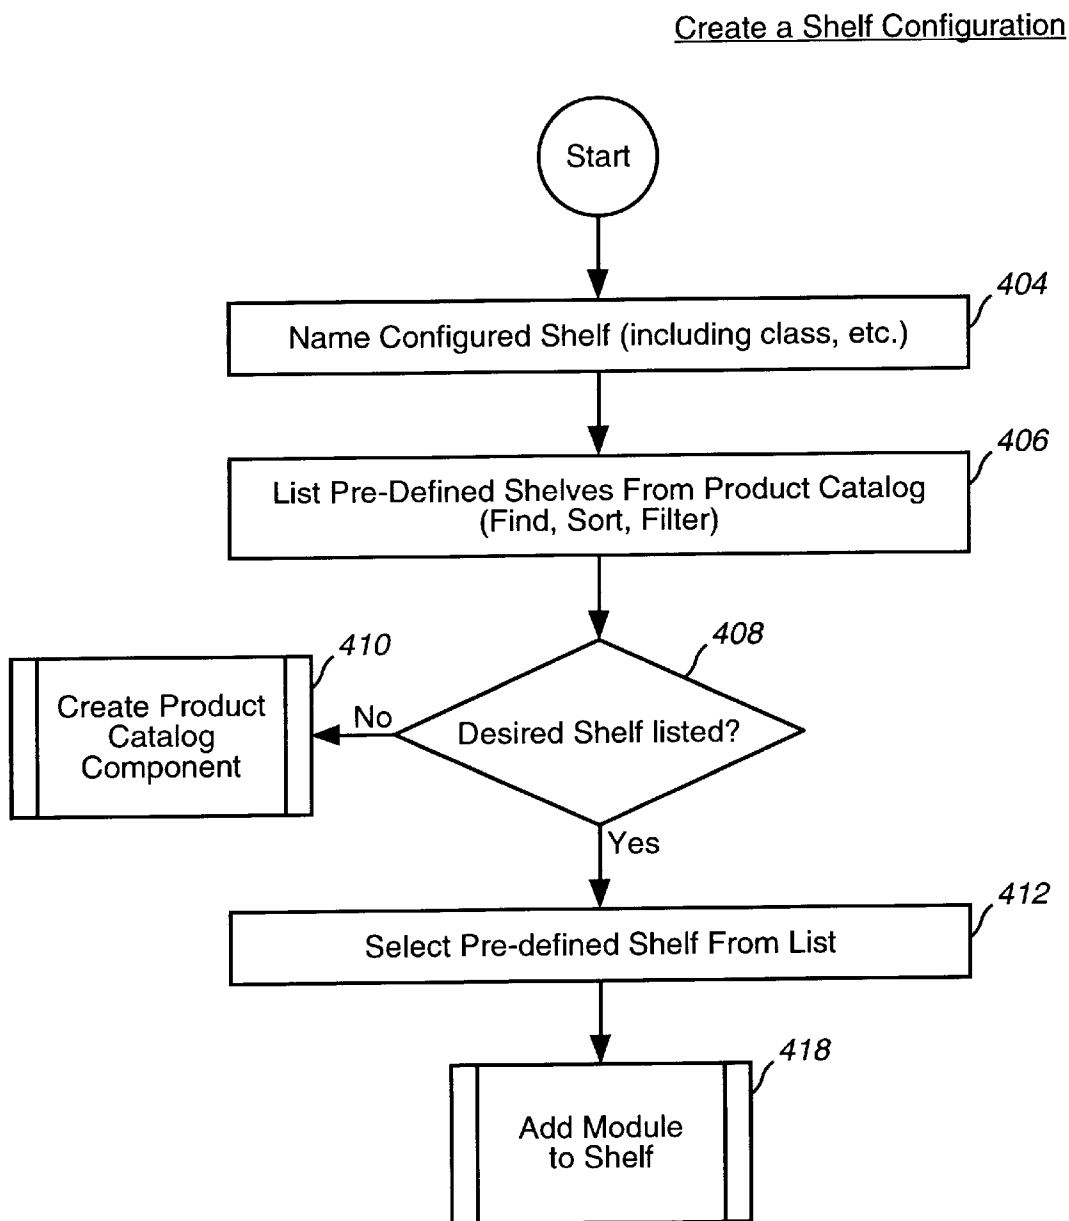 Create a Shelf Configuration
Start
404
Name Configured Shelf (including class, etc.)
406
List Pre-Defined Shelves From Product Catalog
(Find, Sort, Filter)
408
410
Desired Shelf listed?
No
Create Product
Catalog
Component
Yes
412
Select Pre-defined Shelf From List
418
Add Module
to Shelf